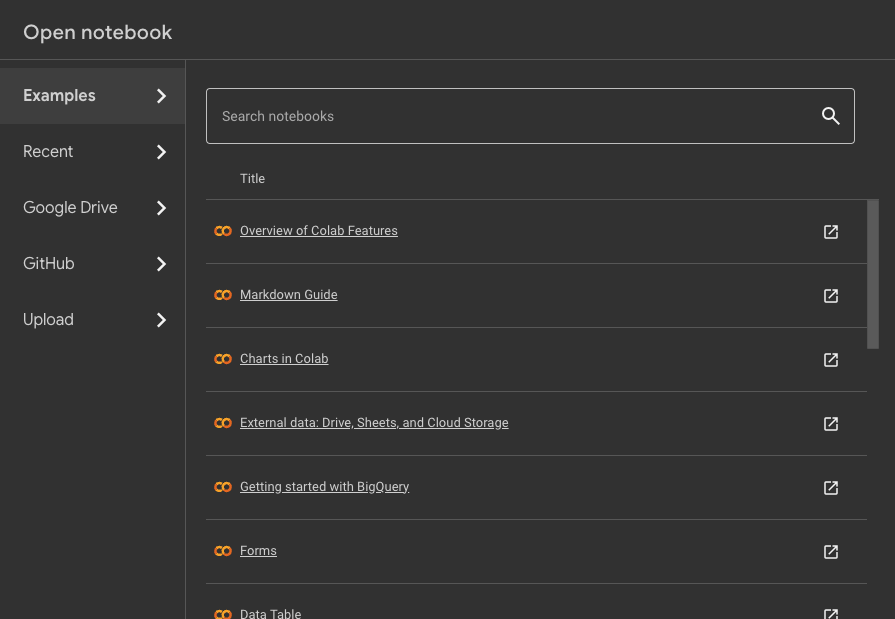 Open notebook
Examples
Recent
Google Drive
GitHub
Upload
Search notebooks
Title
Overview of Colab Features
Markdown Guide
Charts in Colab
External data: Drive, Sheets, and Cloud Storage
Getting started with BigQuery
Forms
Data Table